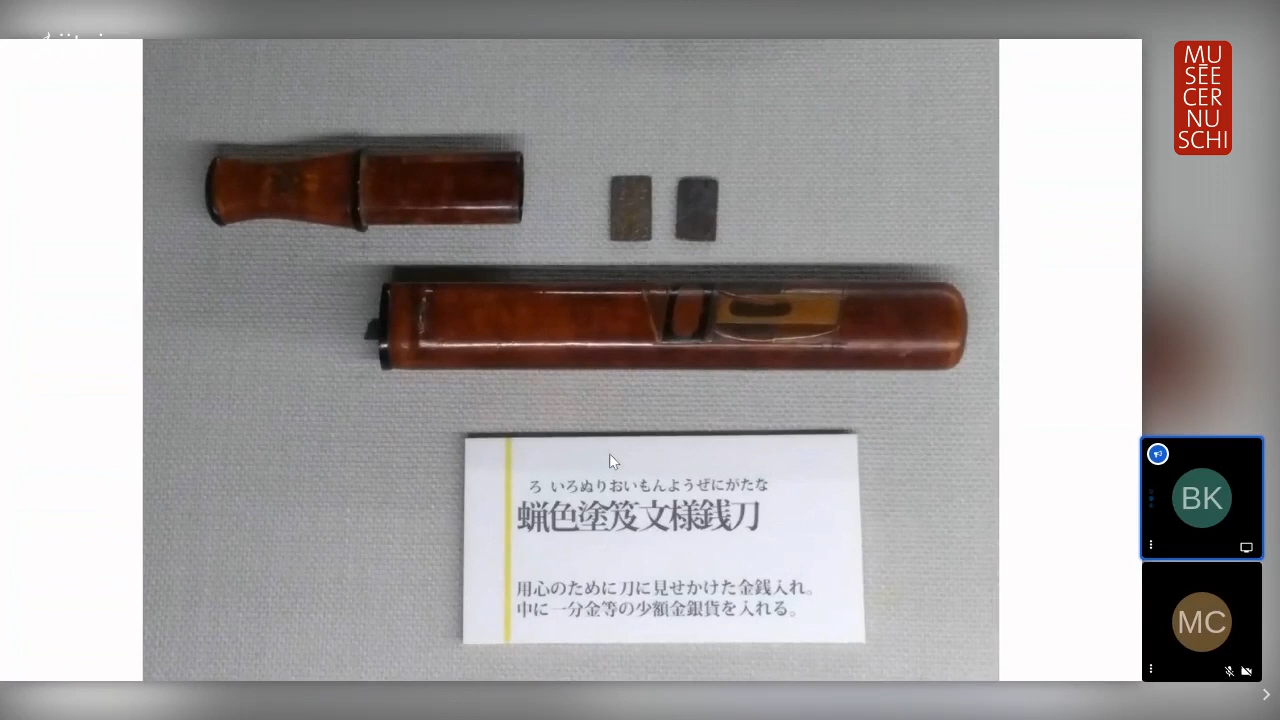 MU
SÉE
CER
NU
SCHI
ろいろぬりおいもんようぜにがたな
蝋色塗笈文様銭刀
用心のために刀に見せかけた金銭入れ。
中に一分金等の少額金銀貨を入れる。
BK
MC